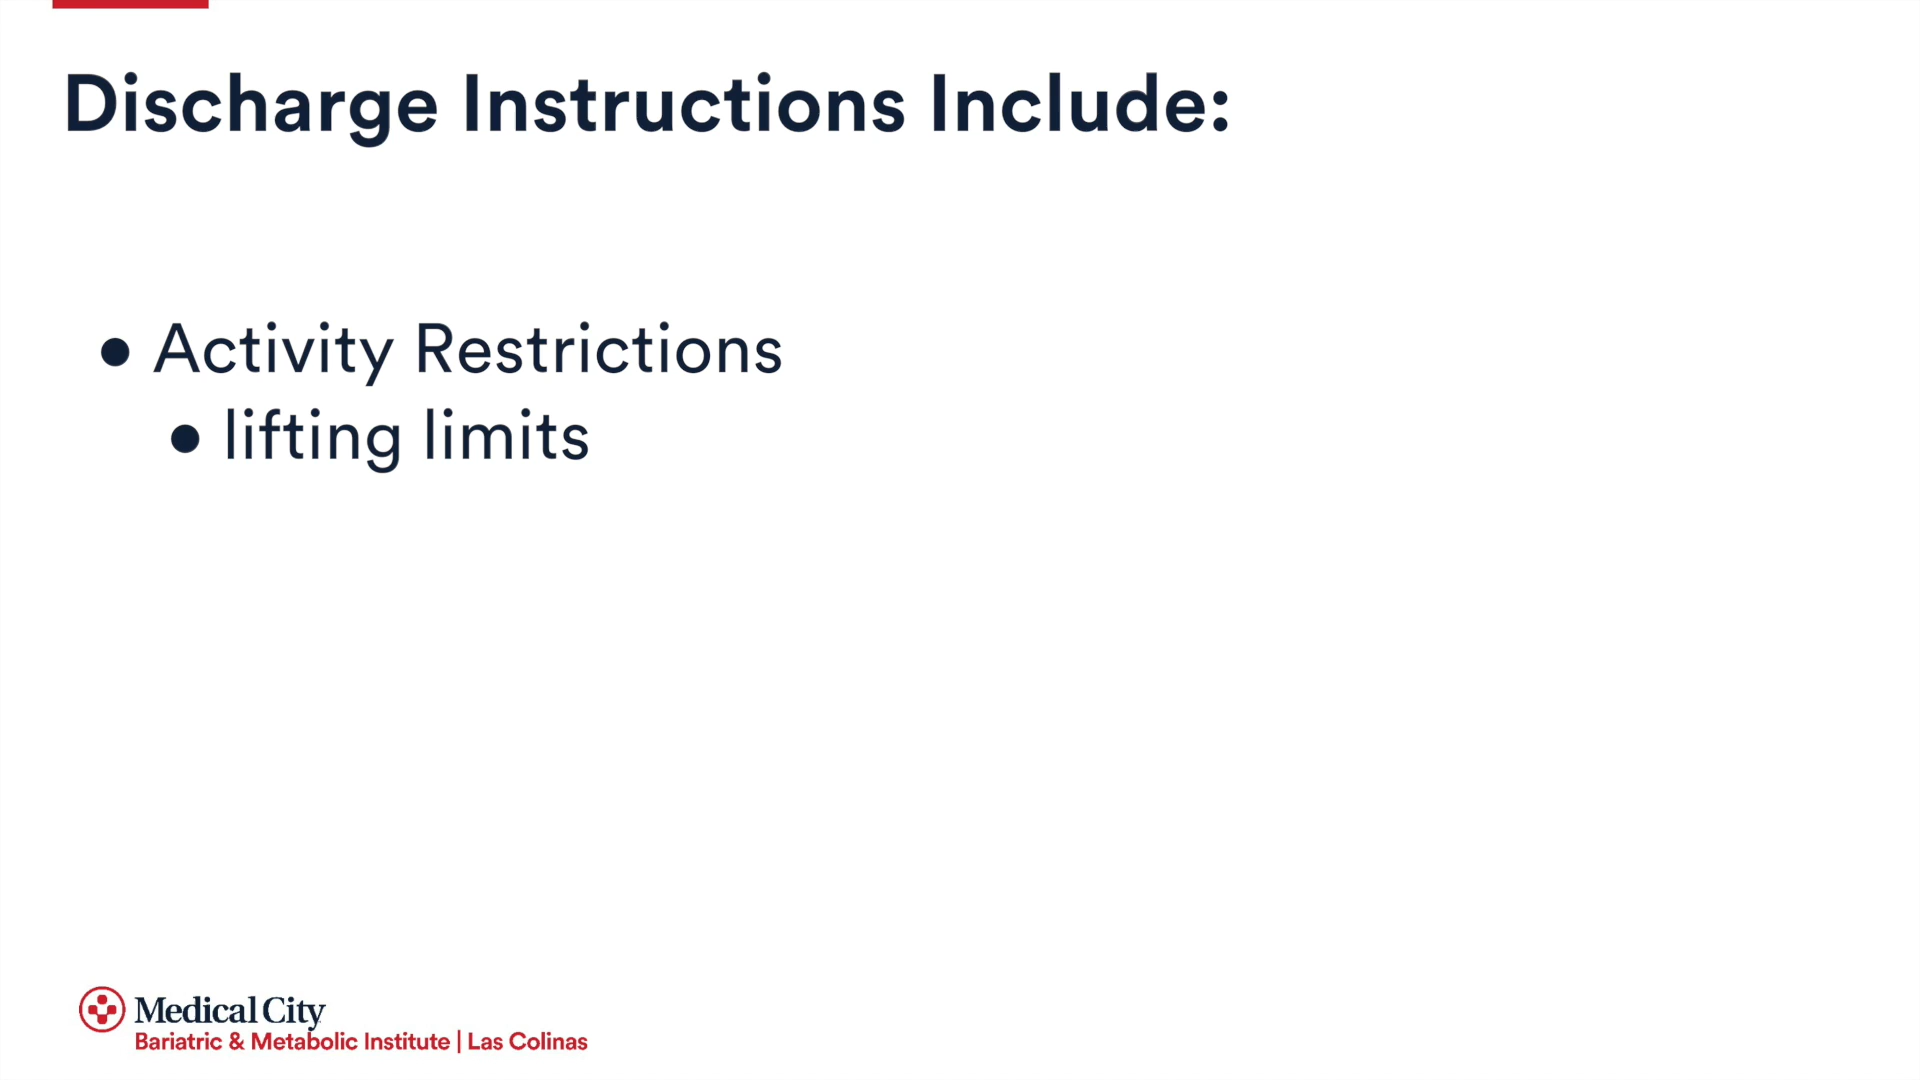 Discharge Instructions Include:
● Activity Restrictions
● lifting limits
Medical City
Bariatric & Metabolic Institute | Las Colinas